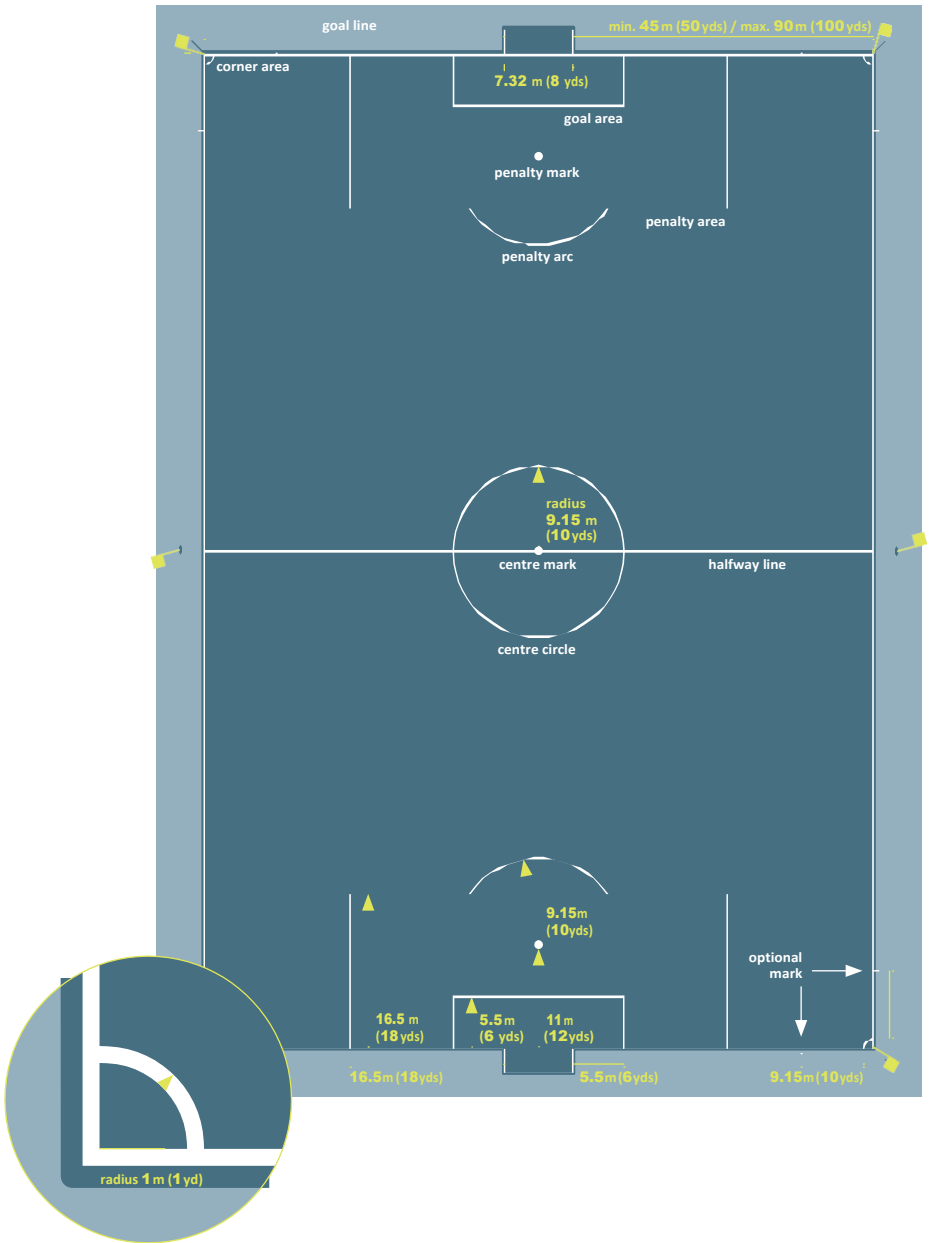 goal line
min. 45 m (50 yds) / max. 90 m (100 yds)
corner area
7.32 m (8 yds)
goal area
penalty mark
penalty area
penalty arc
radius
9.15 m
(10 yds)
centre mark
halfway line
centre circle
9.15 m
(10 yds)
optional
mark
16.5 m
(18 yds)
5.5 m
(6 yds)
11 m
(12 yds)
16.5 m (18 yds)
5.5 m (6 yds)
9.15 m (10 yds)
radius 1 m (1 yd)